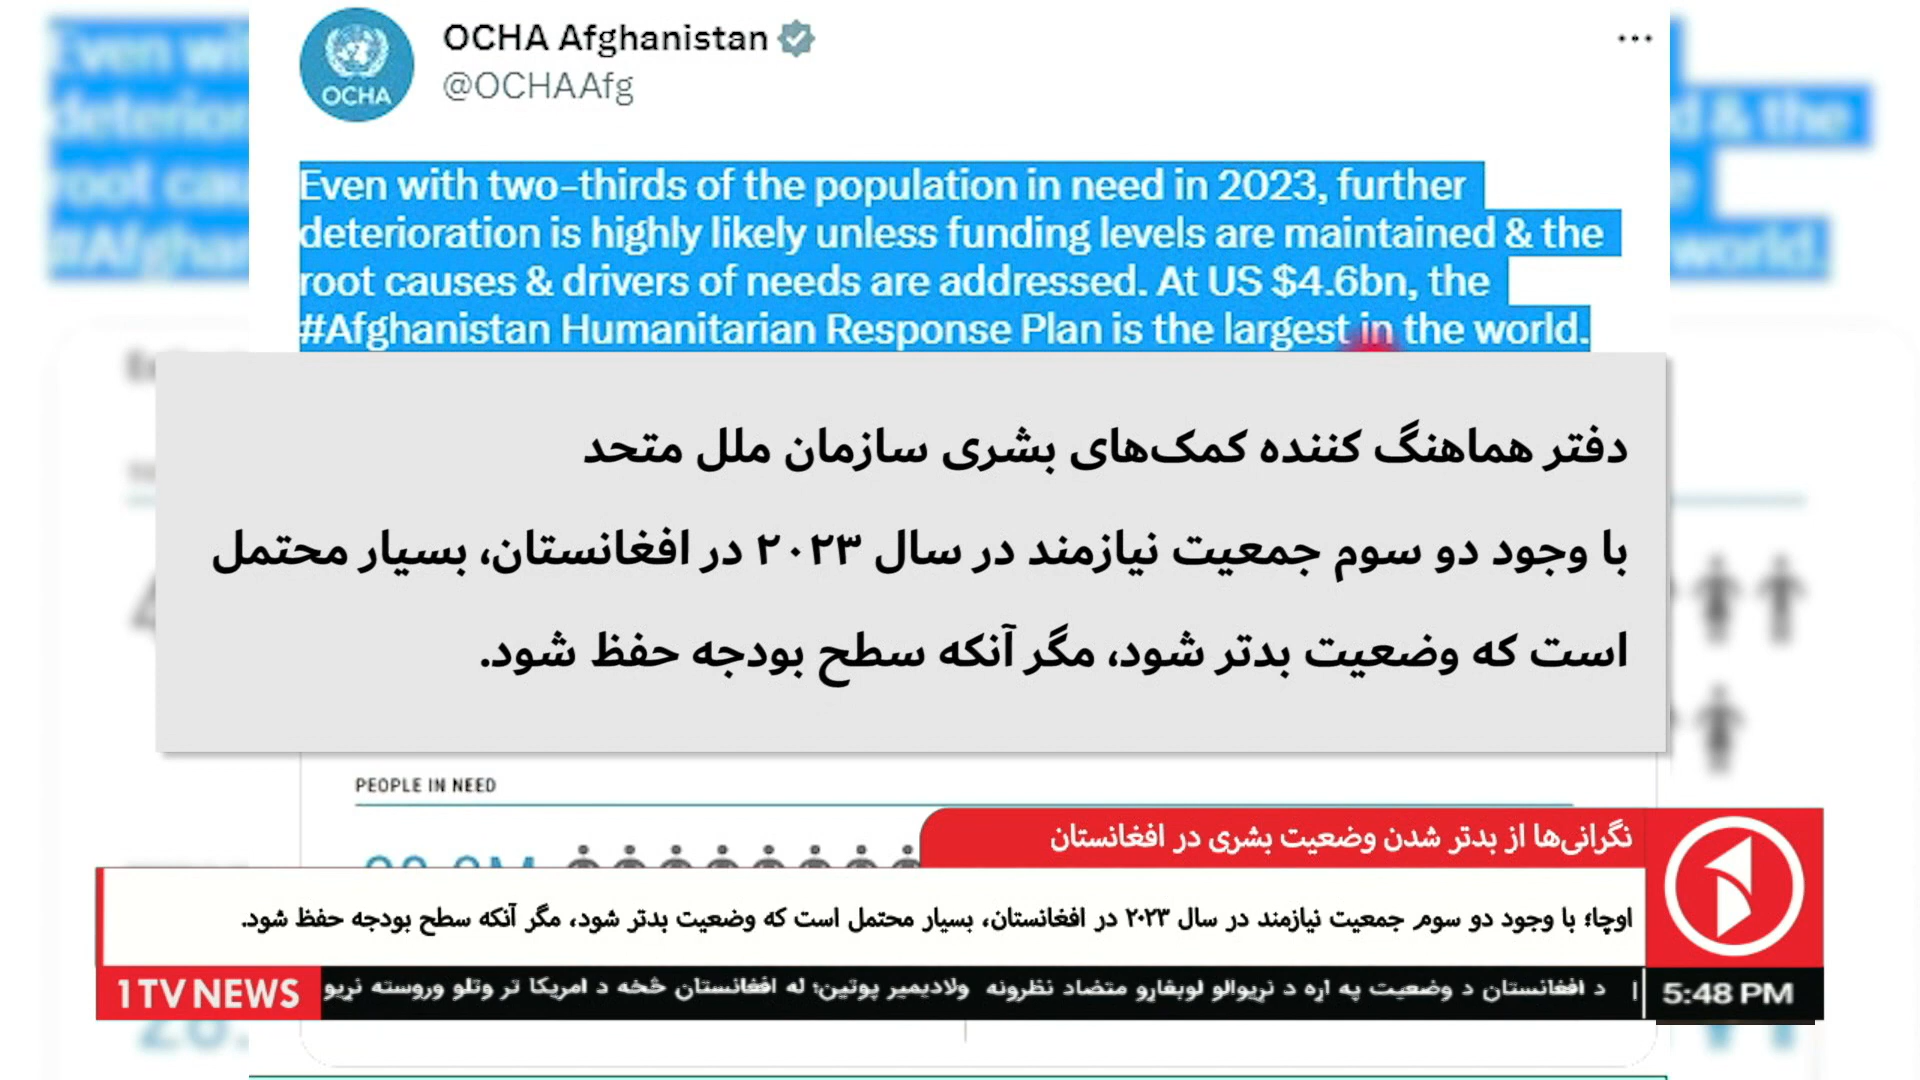 OCHA Afghanistan
@OCHAAfg
OCHA
Even with two-thirds of the population in need in 2023, further
deterioration is highly likely unless funding levels are maintained & the
root causes & drivers of needs are addressed. At US $4.6bn, the
#Afghanistan Humanitarian Response Plan is the largest in the world.
دفتر هماهنگ کننده کمک‌های بشری سازمان ملل متحد
با وجود دو سوم جمعیت نیازمند در سال ۲۰۲۳ در افغانستان، بسیار محتمل
است که وضعیت بدتر شود، مگر آنکه سطح بودجه حفظ شود.
PEOPLE IN NEED
نگرانی‌ها از بدتر شدن وضعیت بشری در افغانستان
اوچا؛ با وجود دو سوم جمعیت نیازمند در سال ۲۰۲۳ در افغانستان، بسیار محتمل است که وضعیت بدتر شود، مگر آنکه سطح بودجه حفظ شود.
1TV NEWS
د افغانستان د وضعیت په اړه د نړیوالو لوبغاړو متضاد نظرونه ولادیمیر پوتین؛ له افغانستان څخه د امریکا تر وتلو وروسته نړیو
5:48 PM